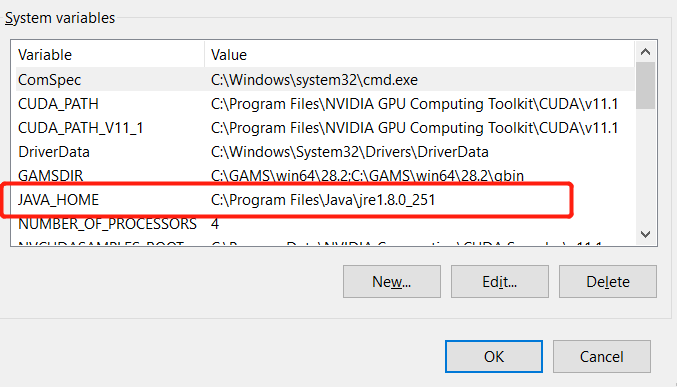 System variables
Variable Value
ComSpec C:\Windows\system32\cmd.exe
CUDA_PATH C:\Program Files\NVIDIA GPU Computing Toolkit\CUDA\v11.1
CUDA_PATH_V11_1 C:\Program Files\NVIDIA GPU Computing Toolkit\CUDA\v11.1
DriverData C:\Windows\System32\Drivers\DriverData
GAMSDIR C:\GAMS\win64\28.2;C:\GAMS\win64\28.2\gbin
JAVA_HOME C:\Program Files\Java\jre1.8.0_251
NUMBER_OF_PROCESSORS 4
New... Edit... Delete
OK Cancel